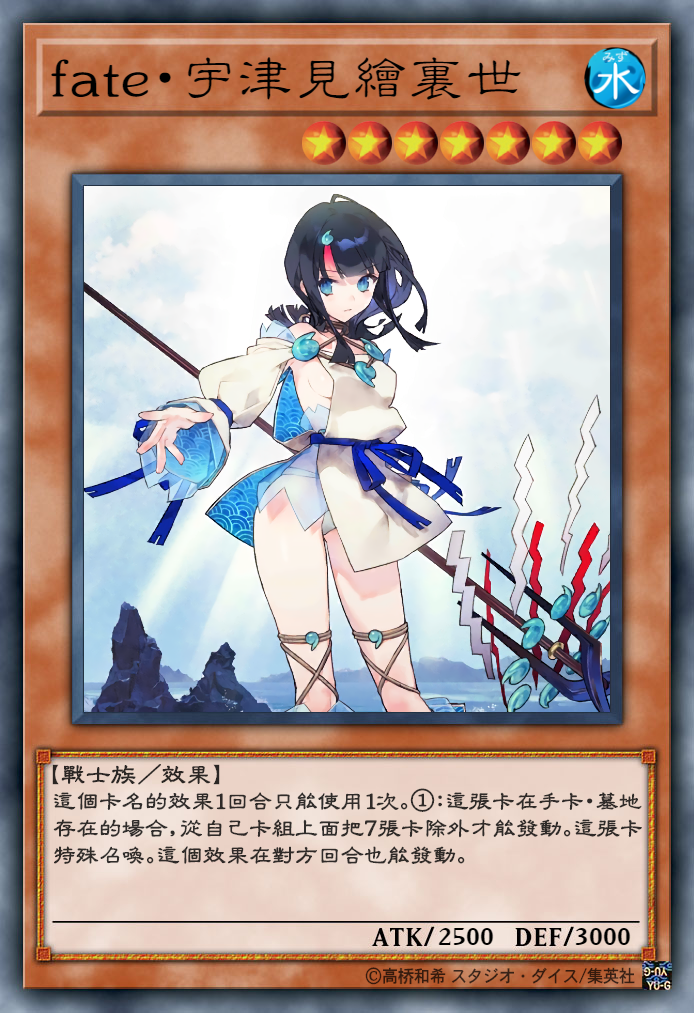 fate·宇津見繪裏世
みず
水
【戰士族／效果】
這個卡名的效果1回合只能使用1次。①：這張卡在手卡·墓地
存在的場合，從自己卡組上面把7張卡除外才能發動。這張卡
特殊召喚。這個效果在對方回合也能發動。
ATK/2500 DEF/3000
©高桥和希 スタジオ・ダイス/集英社
YU-G
YU-G